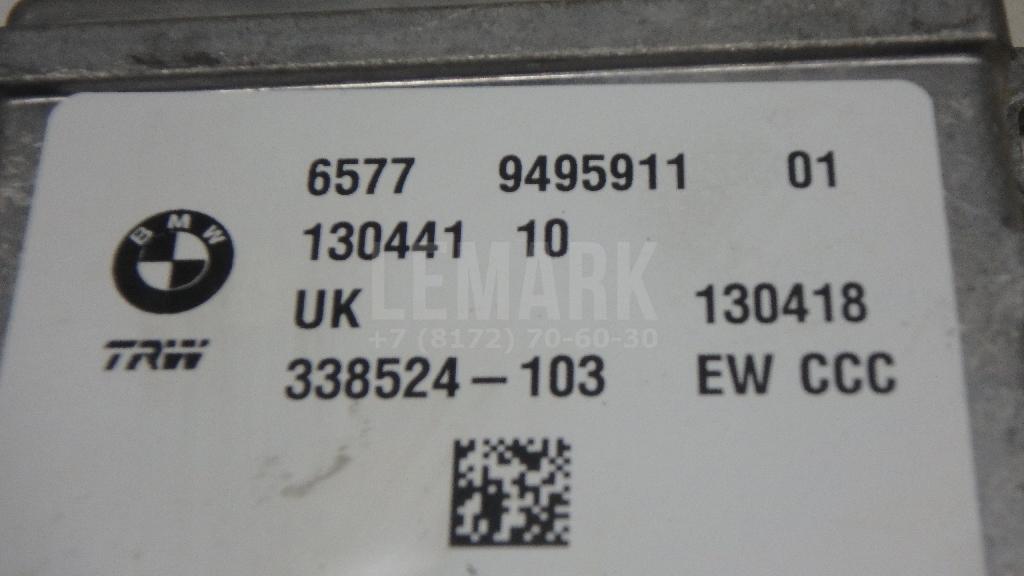 6577 9495911 01
130441 10
BMW
LEMARK
UK 130418
+7 (8172) 70-60-30
TRW
338524-103 EW CCC